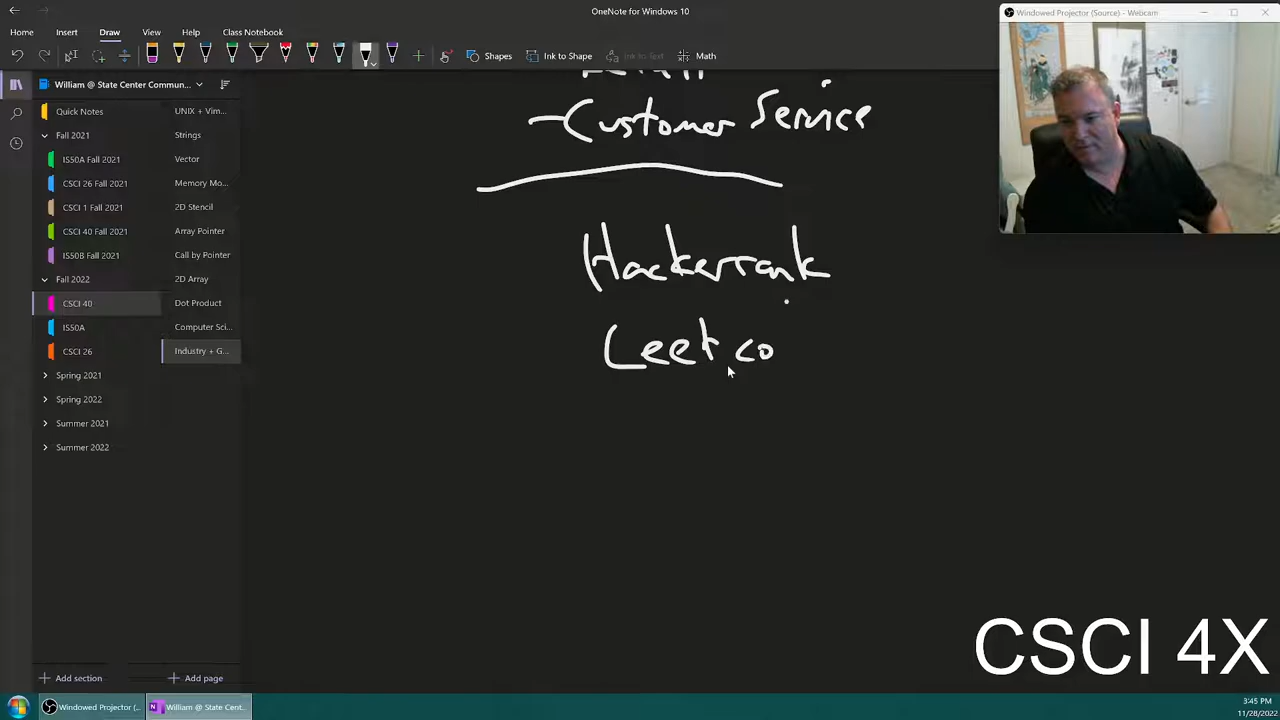 OneNote for Windows 10
Windowed Projector (Source) - Webcam
raw
View
Class Notebook
Shapes
Ink to Shape
Ink to Text
Math
William @ State Center Commun...
Quick Notes
Fall 2021
ISS0A Fall 2021
CSCI 26 Fall 2021
CSCI 1 Fall 2021
CSCI 40 Fall 2021
ISS0B Fall 2021
Fall 2022
CSCI 40
ISS0A
CSCI 26
Spring 2021
Spring 2022
Summer 2021
Summer 2022
UNIX + Vim...
Strings
Vector
Memory Mo...
2D Stencil
Array Pointer
Call by Pointer
2D Array
Dot Product
Computer Sci...
Industry + G...
- Customer Service
Hackerrank
Leet co
CSCI 4X
Add section
Add page
Windowed Projector (...
William @ State Cent...
3:45 PM
11/28/2022